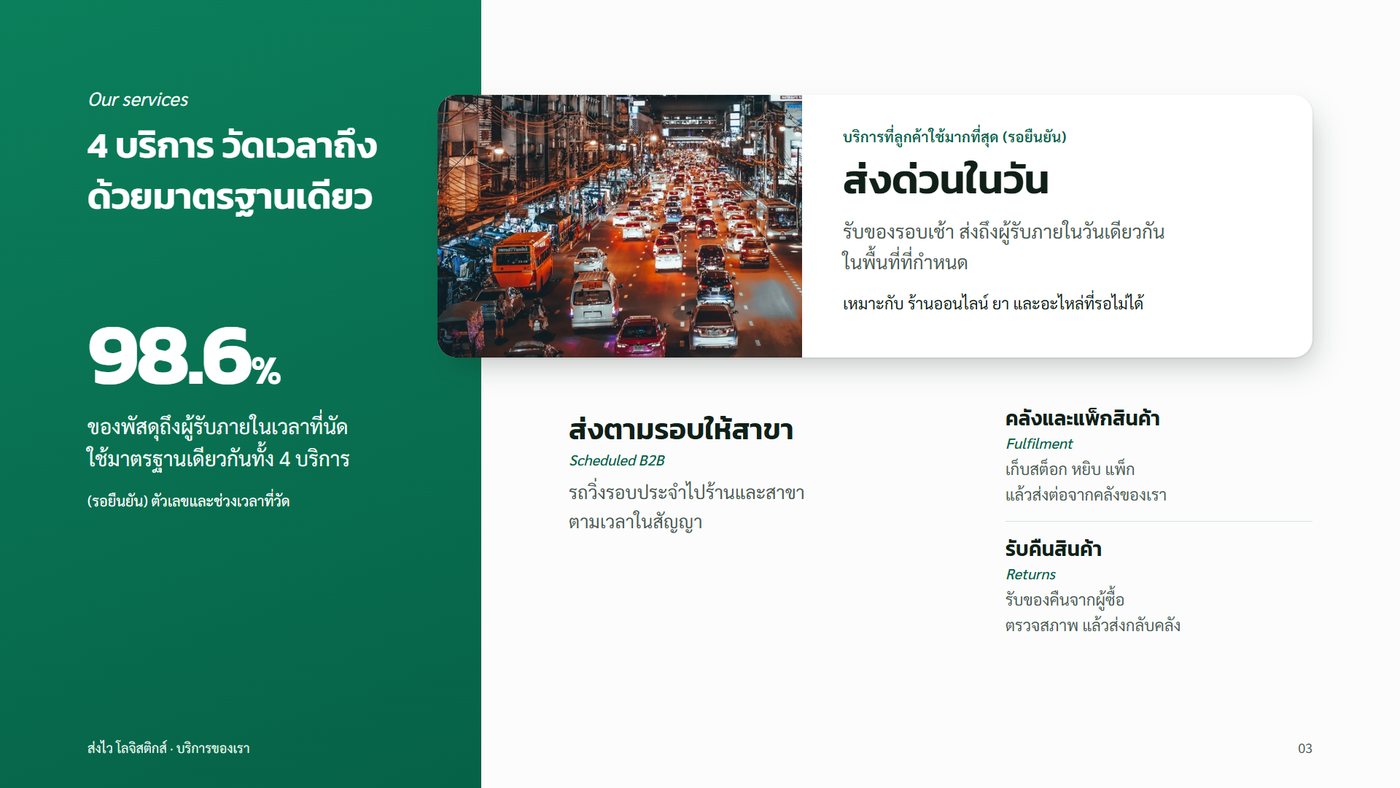 Our services
4 บริการ วัดเวลาถึง
ด้วยมาตรฐานเดียว
98.6%
ของพัสดุถึงผู้รับภายในเวลาที่นัด
ใช้มาตรฐานเดียวกันทั้ง 4 บริการ
(รอยืนยัน) ตัวเลขและช่วงเวลาที่วัด
บริการที่ลูกค้าใช้มากที่สุด (รอยืนยัน)
ส่งด่วนในวัน
รับของรอบเช้า ส่งถึงผู้รับภายในวันเดียวกัน
ในพื้นที่ที่กำหนด
เหมาะกับ ร้านออนไลน์ ยา และอะไหล่ที่รอไม่ได้
ส่งตามรอบให้สาขา
Scheduled B2B
รถวิ่งรอบประจำไปร้านและสาขา
ตามเวลาในสัญญา
คลังและแพ็กสินค้า
Fulfilment
เก็บสต็อก หยิบ แพ็ก
แล้วส่งต่อจากคลังของเรา
รับคืนสินค้า
Returns
รับของคืนจากผู้ซื้อ
ตรวจสภาพ แล้วส่งกลับคลัง
ส่งไว โลจิสติกส์ · บริการของเรา
03